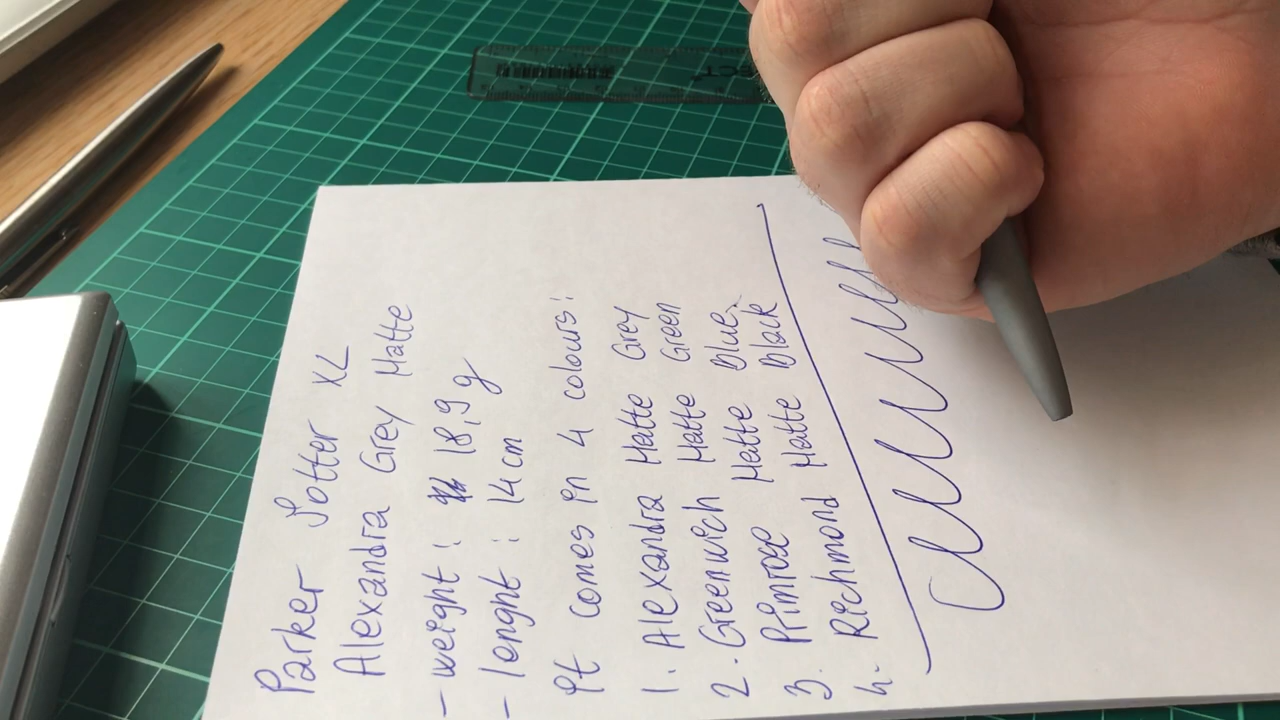 Parker Jotter XL
Alexandra Grey Matte
- weight : 18,9 g
- lenght : 14 cm
It comes in 4 colours:
1. Alexandra Matte Grey
2. Greenwich Matte Green
3. Primrose Matte Blue
4. Richmond Matte Black